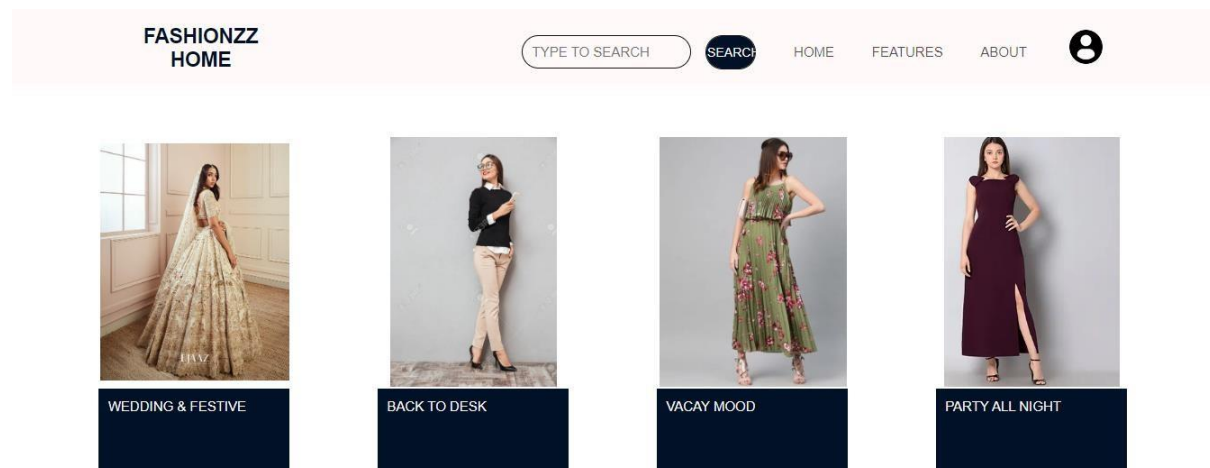 FASHIONZZ
HOME
TYPE TO SEARCH
SEARCH
HOME
FEATURES
ABOUT
WEDDING & FESTIVE
BACK TO DESK
VACAY MOOD
PARTY ALL NIGHT